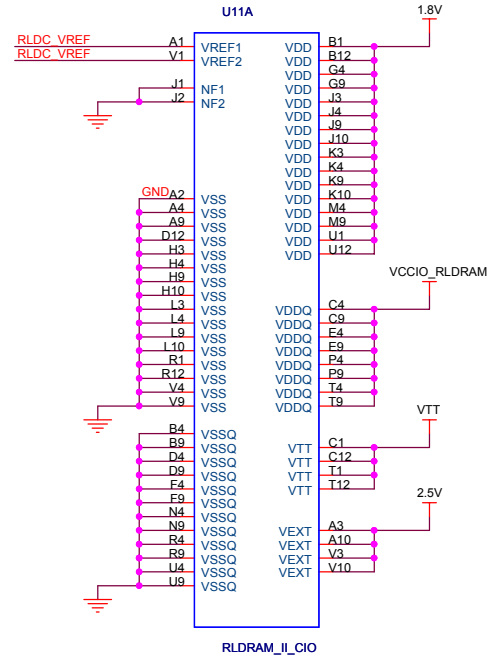 U11A
1.8V
RLDC_VREF A1 VREF1 VDD B1
RLDC_VREF V1 VREF2 VDD B12
VDD G4
VDD G9
J1 NF1 VDD J3
J2 NF2 VDD J4
VDD J9
VDD J10
VDD K3
VDD K4
VDD K9
GND A2 VSS VDD K10
A4 VSS VDD M4
A9 VSS VDD M9
D12 VSS VDD U1
H3 VSS VDD U12
H4 VSS
H9 VSS VCCIO_RLDRAM
H10 VSS
L3 VSS VDDQ C4
L4 VSS VDDQ C9
L9 VSS VDDQ E4
L10 VSS VDDQ E9
R1 VSS VDDQ P4
R12 VSS VDDQ P9
V4 VSS VDDQ T4
V9 VSS VDDQ T9
VTT
B4 VSSQ
B9 VSSQ VTT C1
D4 VSSQ VTT C12
D9 VSSQ VTT T1
F4 VSSQ VTT T12
F9 VSSQ 2.5V
N4 VSSQ
N9 VSSQ VEXT A3
R4 VSSQ VEXT A10
R9 VSSQ VEXT V3
U4 VSSQ VEXT V10
U9 VSSQ
RLDRAM_II_CIO